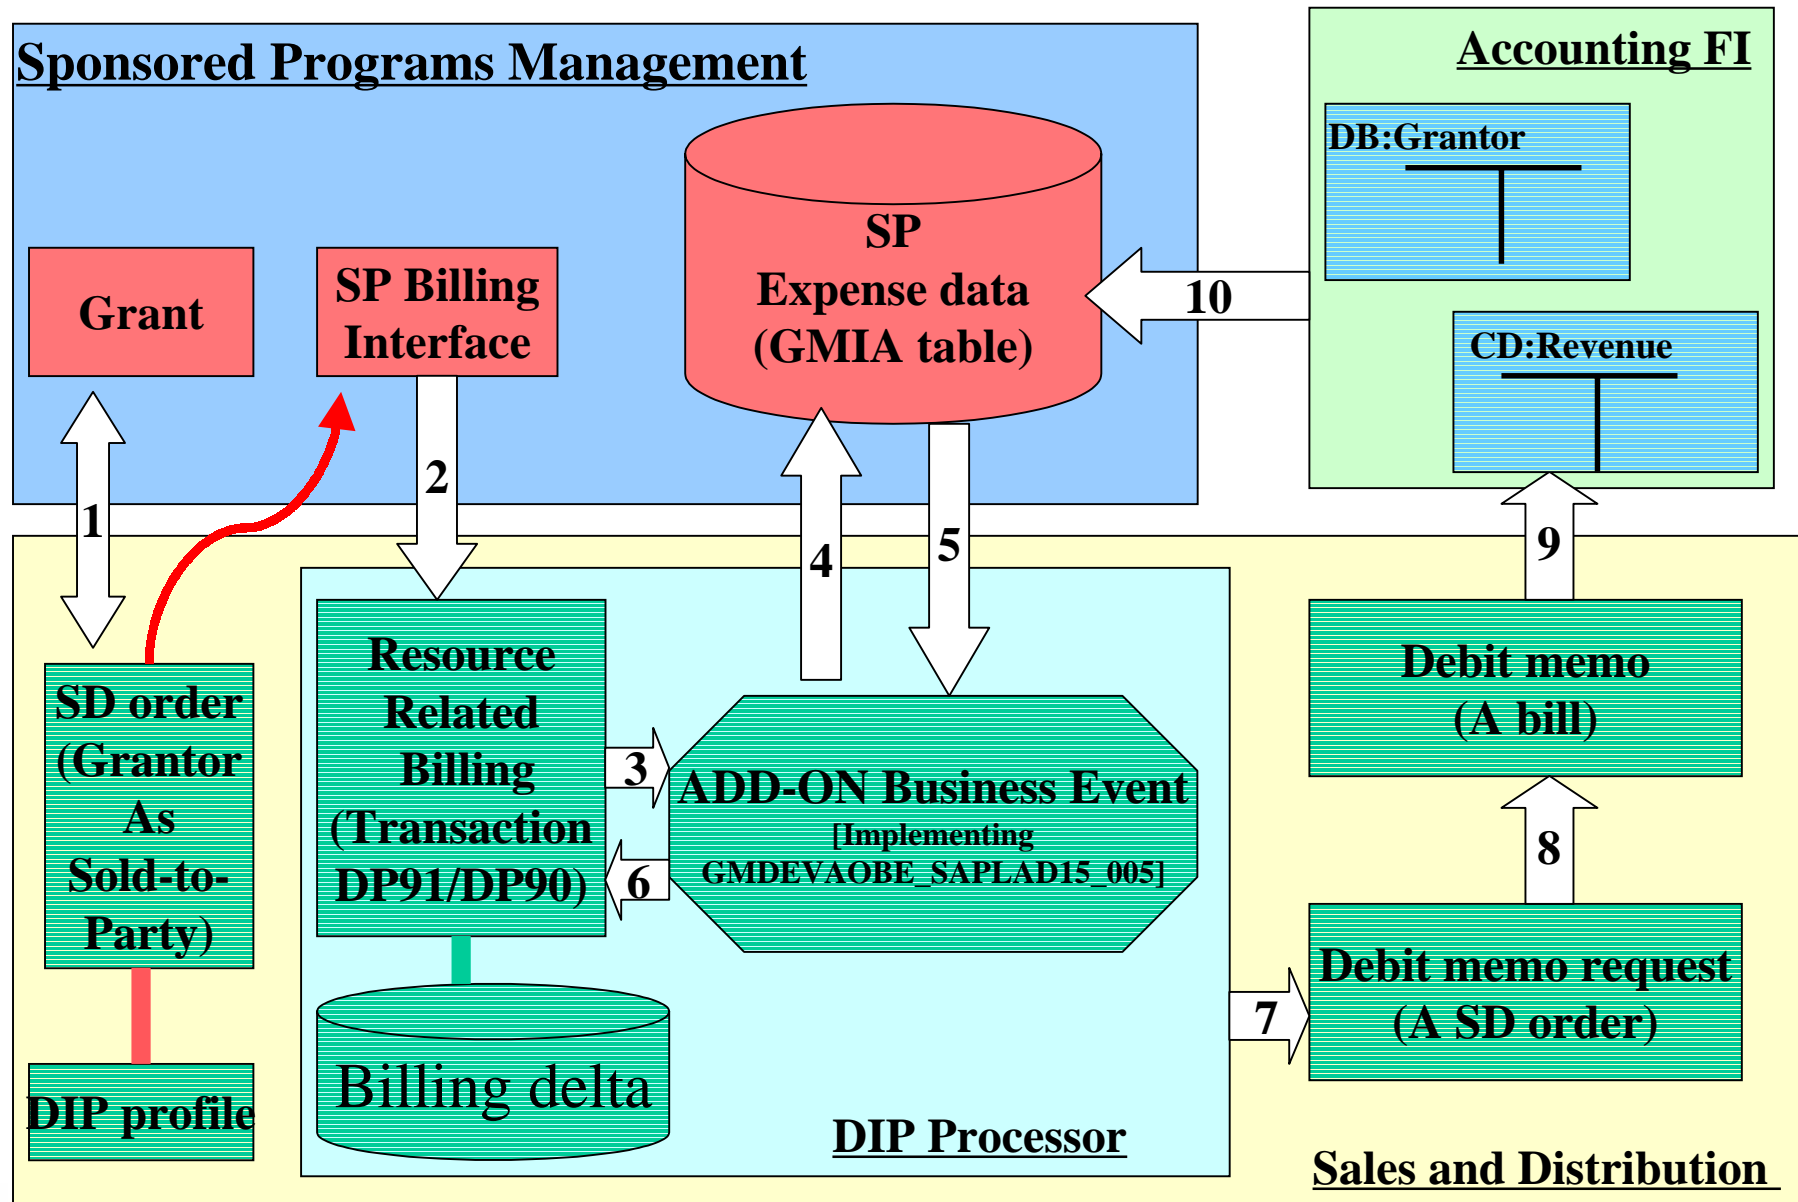 Sponsored Programs Management
Accounting FI
DB:Grantor
CD:Revenue
Grant
SP Billing
Interface
SP
Expense data
(GMIA table)
10
1
2
4
5
9
SD order
(Grantor
As
Sold-to-
Party)
DIP profile
Resource
Related
Billing
(Transaction
DP91/DP90)
3
6
ADD-ON Business Event
[Implementing
GMDEVAOBE_SAPLAD15_005]
Billing delta
DIP Processor
7
Debit memo
(A bill)
8
Debit memo request
(A SD order)
Sales and Distribution